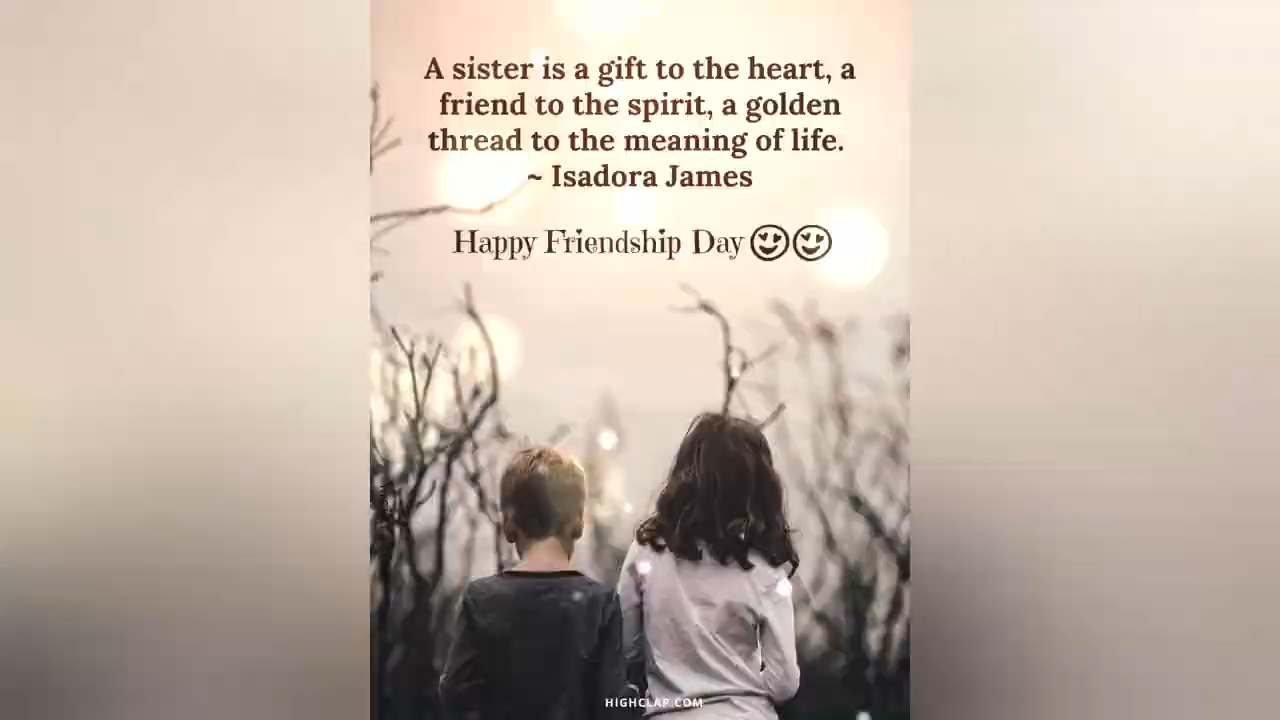 A sister is a gift to the heart, a
friend to the spirit, a golden
thread to the meaning of life.
~ Isadora James
Happy Friendship Day
HIGHCLAP.COM